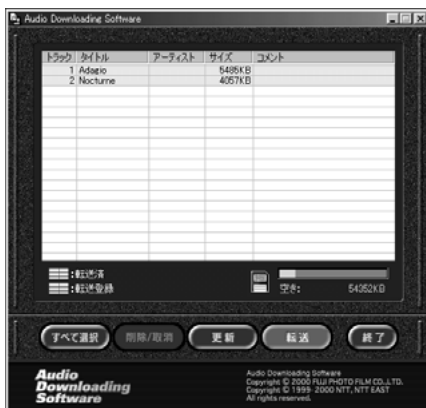 Audio Downloading Software
トラック タイトル アーティスト サイズ コメント
1 Adagio 5485KB
2 Nocturne 4057KB
:転送済
:転送登録
空き: 54352KB
すべて選択 削除/取消 更新 転送 終了
Audio
Downloading
Software
Audio Downloading Software
Copyright © 2000 FUJI PHOTO FILM CO.,LTD.
Copyright © 1999-2000 NTT, NTT EAST
All rights reserved.